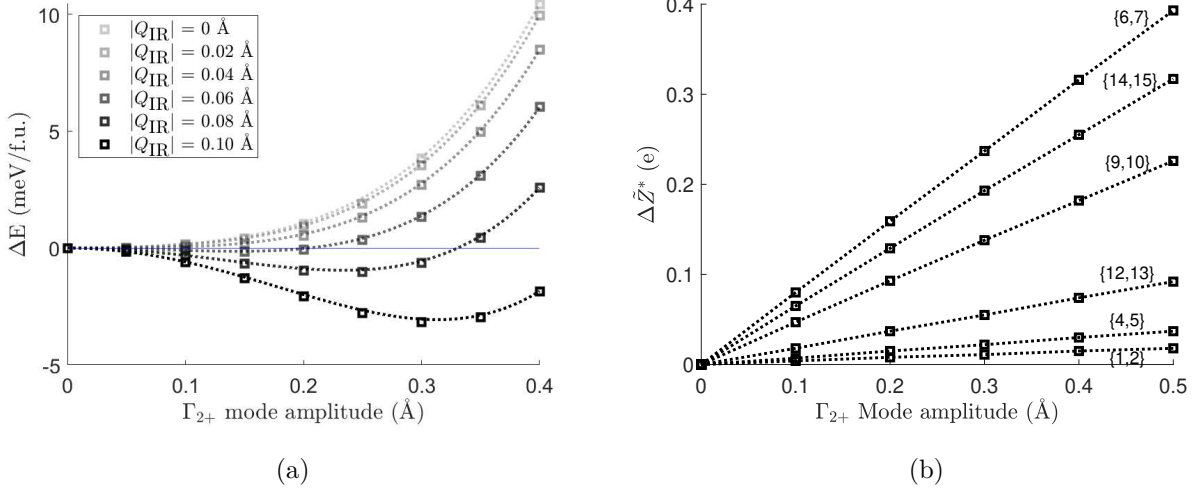 10
5
0
-5
ΔE (meV/f.u.)
|Q_IR| = 0 Å
|Q_IR| = 0.02 Å
|Q_IR| = 0.04 Å
|Q_IR| = 0.06 Å
|Q_IR| = 0.08 Å
|Q_IR| = 0.10 Å
0 0.1 0.2 0.3 0.4
Γ₂₊ mode amplitude (Å)
(a)
0.4
0.3
0.2
0.1
0
ΔZ̃* (e)
{6,7}
{14,15}
{9,10}
{12,13}
{4,5}
{1,2}
0 0.1 0.2 0.3 0.4 0.5
Γ₂₊ Mode amplitude (Å)
(b)